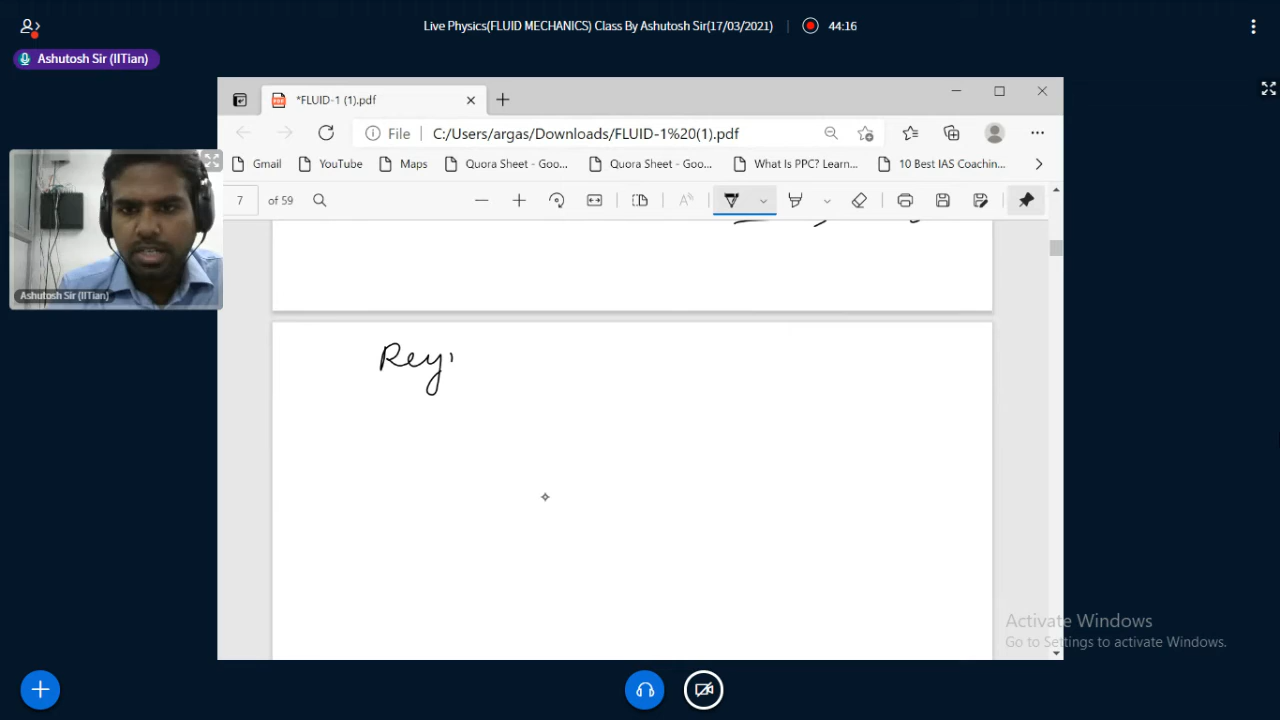 Live Physics(FLUID MECHANICS) Class By Ashutosh Sir(17/03/2021) 44:16
Ashutosh Sir (IITian)
*FLUID-1 (1).pdf
File C:/Users/argas/Downloads/FLUID-1%20(1).pdf
Gmail YouTube Maps Quora Sheet - Goo... Quora Sheet - Goo... What Is PPC? Learn... 10 Best IAS Coachin...
7 of 59
Ashutosh Sir (IITian)
Rey
Activate Windows
Go to Settings to activate Windows.